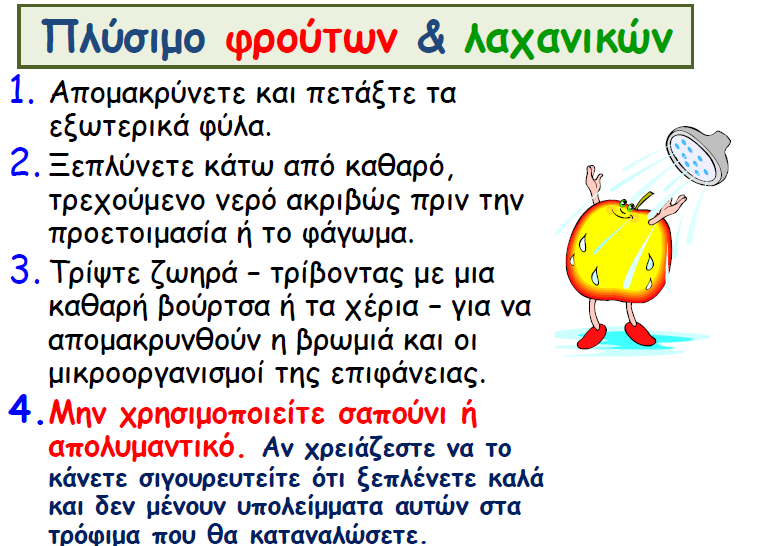 Πλύσιμο φρούτων & λαχανικών
1. Απομακρύνετε και πετάξτε τα
εξωτερικά φύλα.
2. Ξεπλύνετε κάτω από καθαρό,
τρεχούμενο νερό ακριβώς πριν την
προετοιμασία ή το φάγωμα.
3. Τρίψτε ζωηρά – τρίβοντας με μια
καθαρή βούρτσα ή τα χέρια – για να
απομακρυνθούν η βρωμιά και οι
μικροοργανισμοί της επιφάνειας.
4. Μην χρησιμοποιείτε σαπούνι ή
απολυμαντικό. Αν χρειάζεστε να το
κάνετε σιγουρευτείτε ότι ξεπλένετε καλά
και δεν μένουν υπολείμματα αυτών στα
τρόφιμα που θα καταναλώσετε.